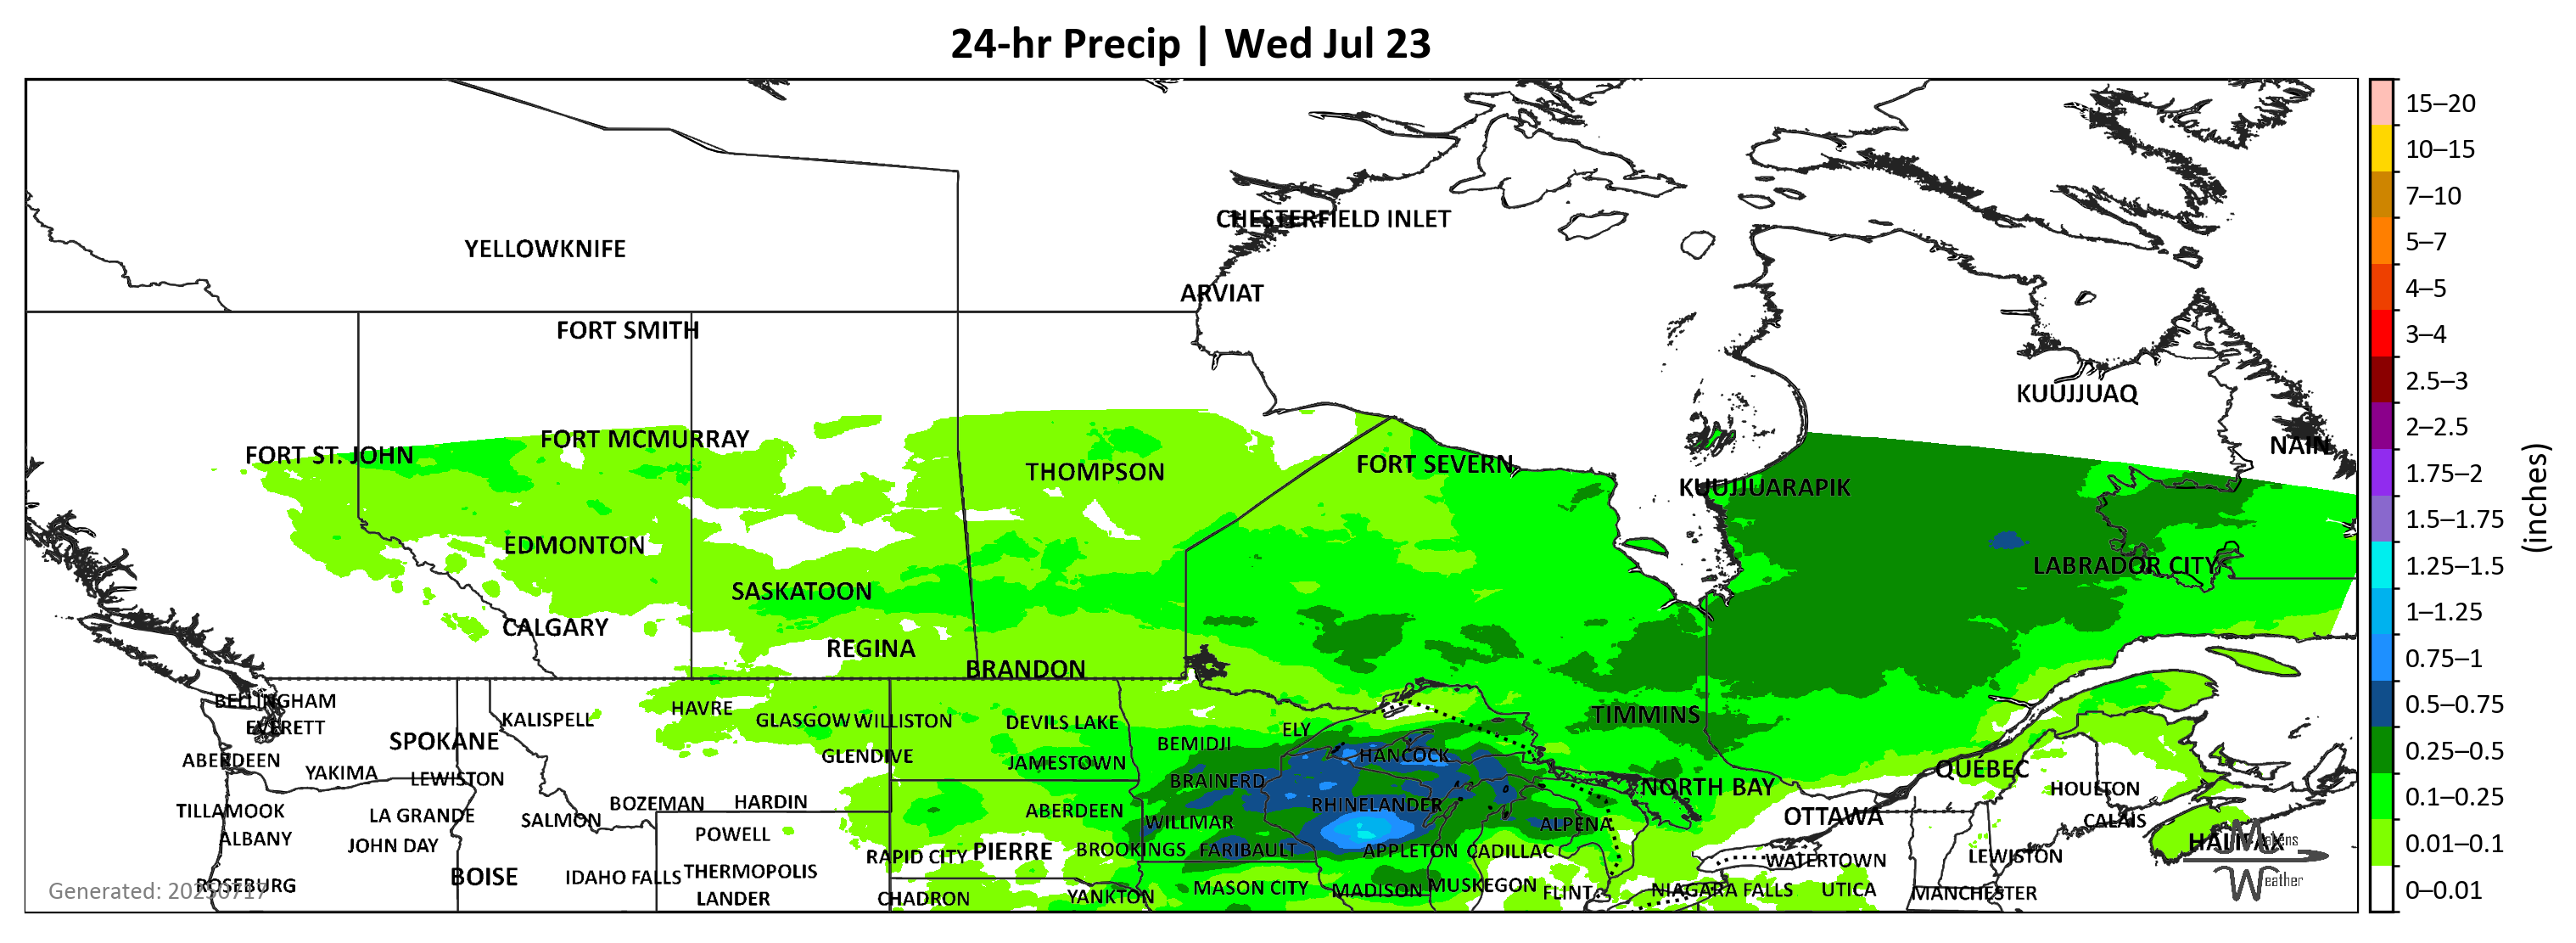 24-hr Precip | Wed Jul 23
CHESTERFIELD INLET
YELLOWKNIFE
ARVIAT
FORT SMITH
KUUJJUAQ
FORT MCMURRAY
NAIN
FORT ST. JOHN
FORT SEVERN
THOMPSON
KUUJJUARAPIK
EDMONTON
LABRADOR CITY
SASKATOON
CALGARY
REGINA
BRANDON
BELLINGHAM
HAVRE
KALISPELL
GLASGOW WILLISTON
DEVILS LAKE
TIMMINS
EVERETT
ELY
SPOKANE
BEMIDJI
ABERDEEN
GLENDIVE
JAMESTOWN
HANCOCK
QUÉBEC
YAKIMA
LEWISTON
BRAINERD
NORTH BAY
HOULTON
BOZEMAN
HARDIN
RHINELANDER
TILLAMOOK
LA GRANDE
SALMON
ABERDEEN
WILLMAR
ALPENA
OTTAWA
CALAIS
ALBANY
JOHN DAY
POWELL
RAPID CITY
PIERRE
BROOKINGS
FARIBAULT
APPLETON
CADILLAC
WATERTOWN
LEWISTON
HALIFAX
BOISE
IDAHO FALLS
THERMOPOLIS
ROSEBURG
MASON CITY
MADISON
MUSKEGON
FLINT
NIAGARA FALLS
UTICA
MANCHESTER
LANDER
CHADRON
YANKTON
Generated: 20250717
Weather
15–20
10–15
7–10
5–7
4–5
3–4
2.5–3
2–2.5
1.75–2
1.5–1.75
1.25–1.5
1–1.25
0.75–1
0.5–0.75
0.25–0.5
0.1–0.25
0.01–0.1
0–0.01
(inches)